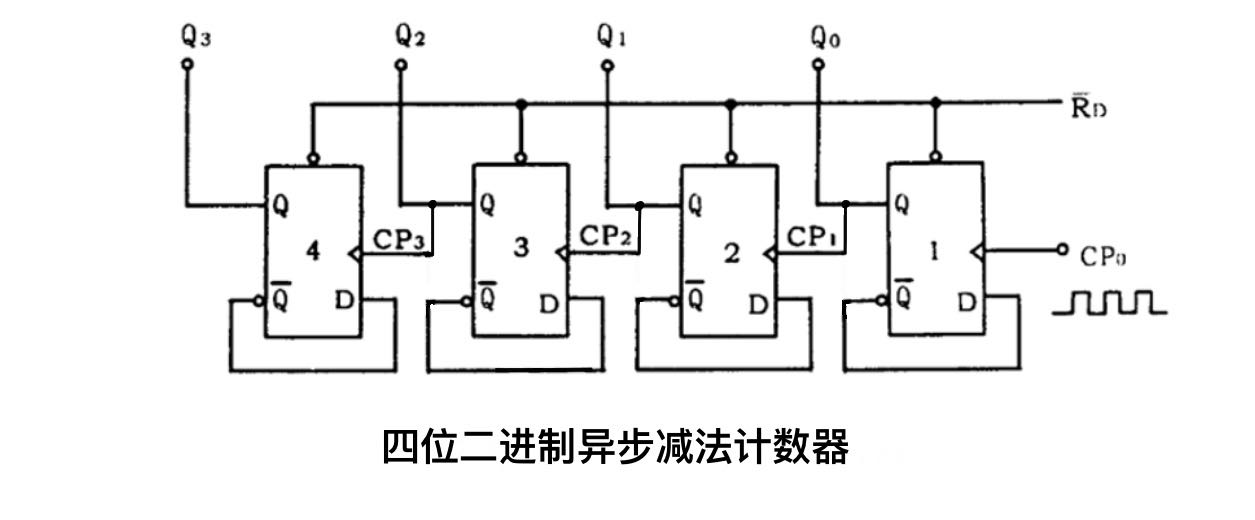 Q3 Q2 Q1 Q0
R̅D
Q Q Q Q
4 CP3 3 CP2 2 CP1 1 CP0
Q̅ D Q̅ D Q̅ D Q̅ D
四位二进制异步减法计数器